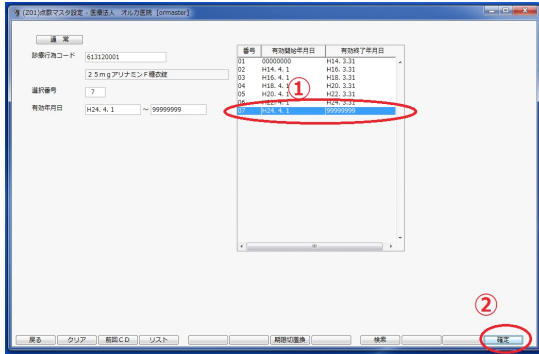 (Z01)点数マスタ設定 - 医療法人 オルカ医院 [ormaster]
通 常
診療行為コード 613120001
25mgアリナミンF糖衣錠
選択番号 7
有効年月日 H24. 4. 1 ～ 99999999
番号 有効開始年月日 有効終了年月日
01 00000000 H14. 3.31
02 H14. 4. 1 H16. 3.31
03 H16. 4. 1 H18. 3.31
04 H18. 4. 1 H20. 3.31
05 H20. 4. 1 H22. 3.31
06 H22. 4. 1 H24. 3.31
07 H24. 4. 1 99999999
①
②
戻る クリア 前回CD リスト 期限切置換 検索 確定